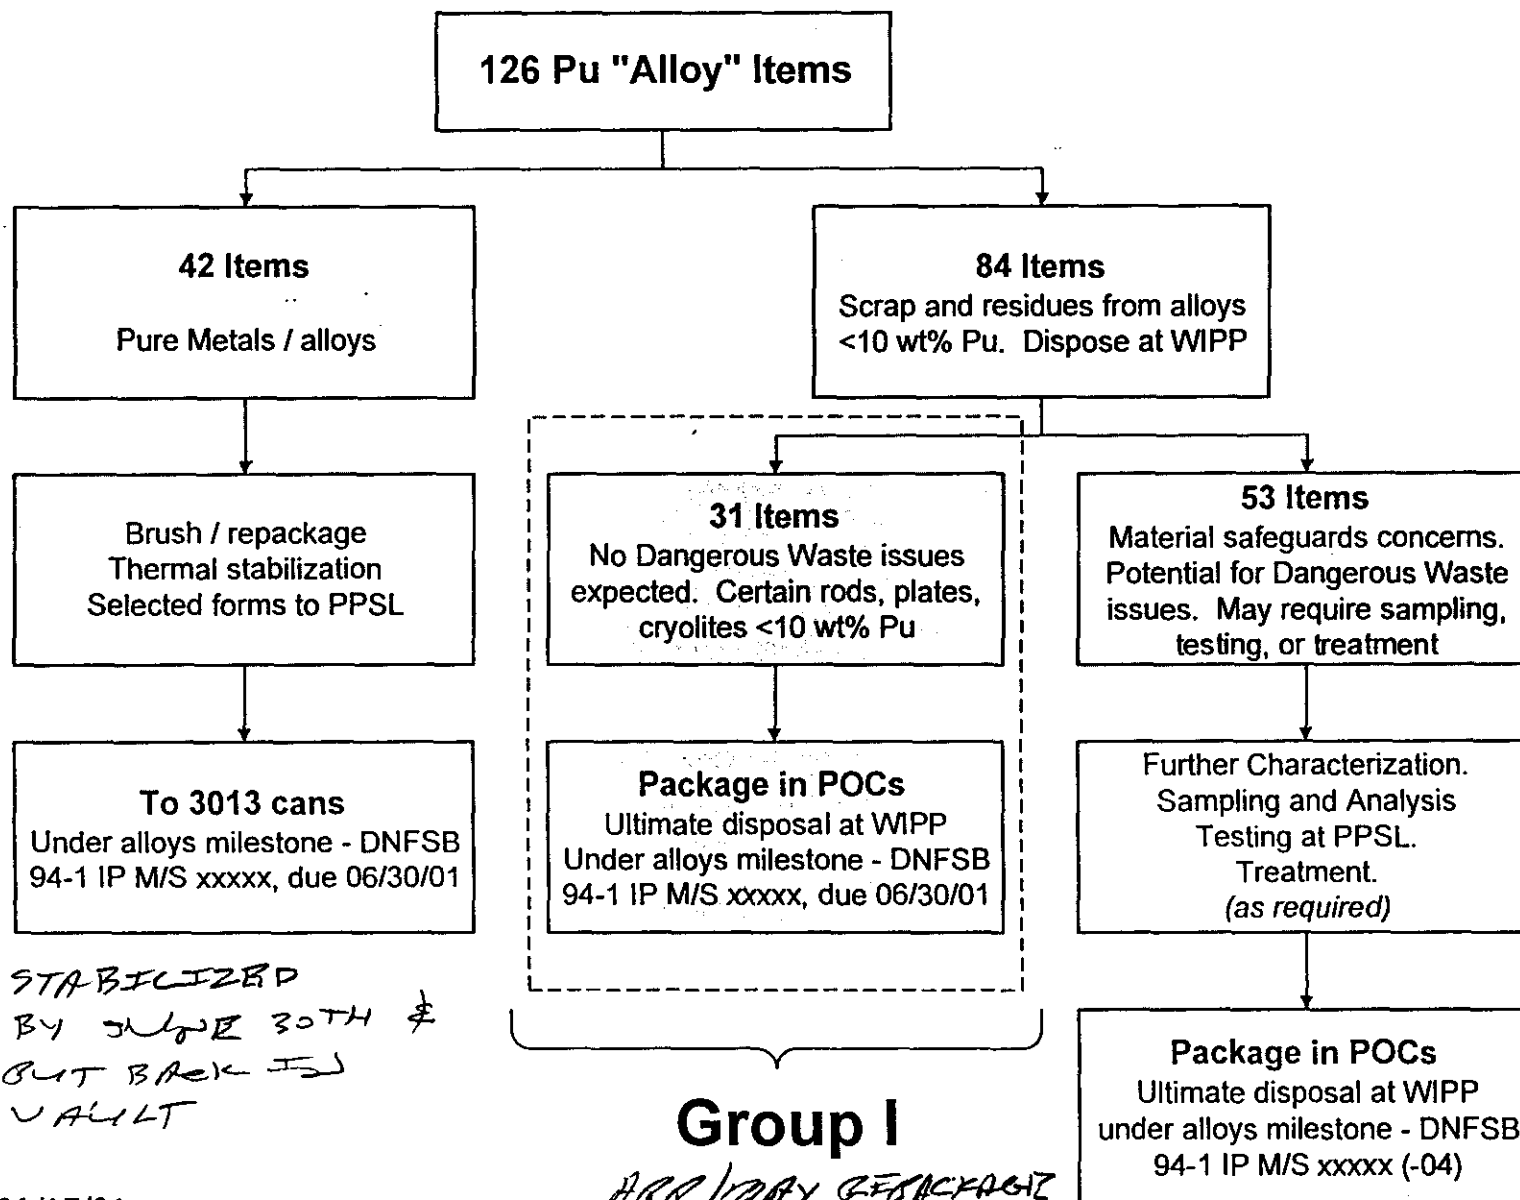 126 Pu "Alloy" Items
42 Items
Pure Metals / alloys
84 Items
Scrap and residues from alloys
<10 wt% Pu. Dispose at WIPP
Brush / repackage
Thermal stabilization
Selected forms to PPSL
31 Items
No Dangerous Waste issues
expected. Certain rods, plates,
cryolites <10 wt% Pu
53 Items
Material safeguards concerns.
Potential for Dangerous Waste
issues. May require sampling,
testing, or treatment
To 3013 cans
Under alloys milestone - DNFSB
94-1 IP M/S xxxxx, due 06/30/01
Package in POCs
Ultimate disposal at WIPP
Under alloys milestone - DNFSB
94-1 IP M/S xxxxx, due 06/30/01
Further Characterization.
Sampling and Analysis
Testing at PPSL.
Treatment.
(as required)
STABILIZED
BY JUNE 30TH &
PUT BACK IN
VAULT
Group I
APR/MAY REPACKAGE
Package in POCs
Ultimate disposal at WIPP
under alloys milestone - DNFSB
94-1 IP M/S xxxxx (-04)